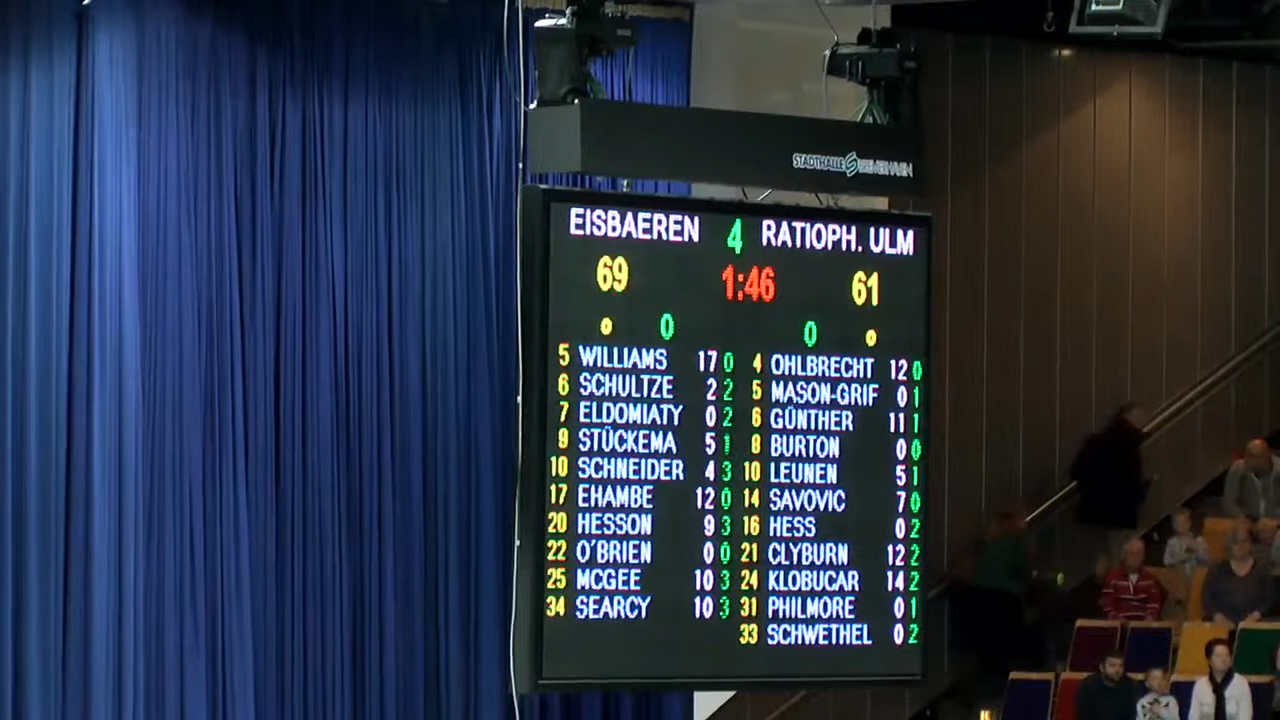 STADTHALLE BREMERHAVEN
EISBAEREN 4 RATIOPH. ULM
69 1:46 61
0 0 0 0
5 WILLIAMS 17 0 4 OHLBRECHT 12 0
6 SCHULTZE 2 2 5 MASON-GRIF 0 1
7 ELDOMIATY 0 2 6 GÜNTHER 11 1
9 STÜCKEMA 5 1 8 BURTON 0 0
10 SCHNEIDER 4 3 10 LEUNEN 5 1
17 EHAMBE 12 0 14 SAVOVIC 7 0
20 HESSON 9 3 16 HESS 0 2
22 O'BRIEN 0 0 21 CLYBURN 12 2
25 MCGEE 10 3 24 KLOBUCAR 14 2
34 SEARCY 10 3 31 PHILMORE 0 1
33 SCHWETHEL 0 2